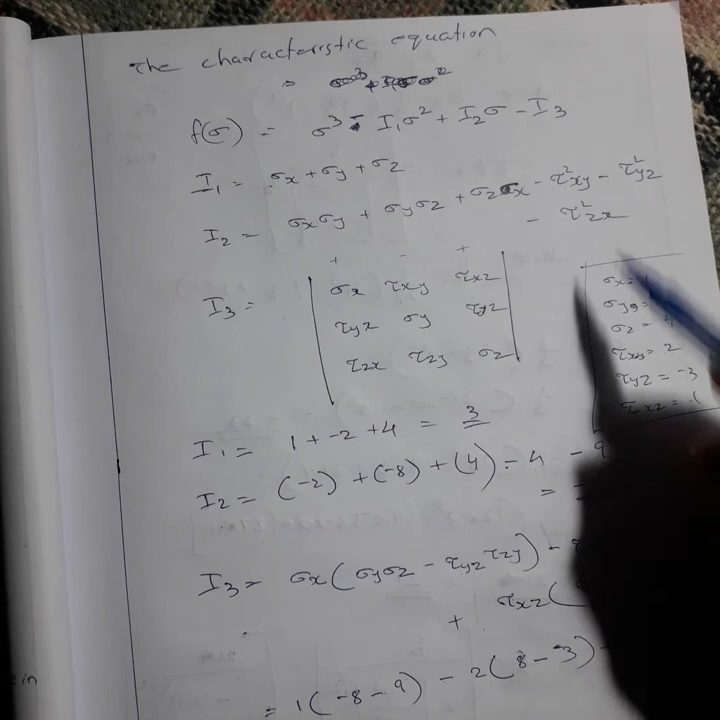 The characteristic equation
f(σ) = σ³ - I₁σ² + I₂σ - I₃
I₁ = σx + σy + σz
I₂ = σxσy + σyσz + σzσx - τ²xy - τ²yz
- τ²zx
+ - +
I₃ = | σx τxy τxz |
| τyx σy τyz |
| τzx τzy σz |
σx =
σy =
σz = 4
τxy = 2
τyz = -3
τxz =
I₁ = 1 + -2 + 4 = 3
I₂ = (-2) + (-8) + (4) - 4 - 9
=
I₃ = σx(σyσz - τyzτzy) -
+ τxz(
= 1(-8 - 9) - 2(8 - -3)
in